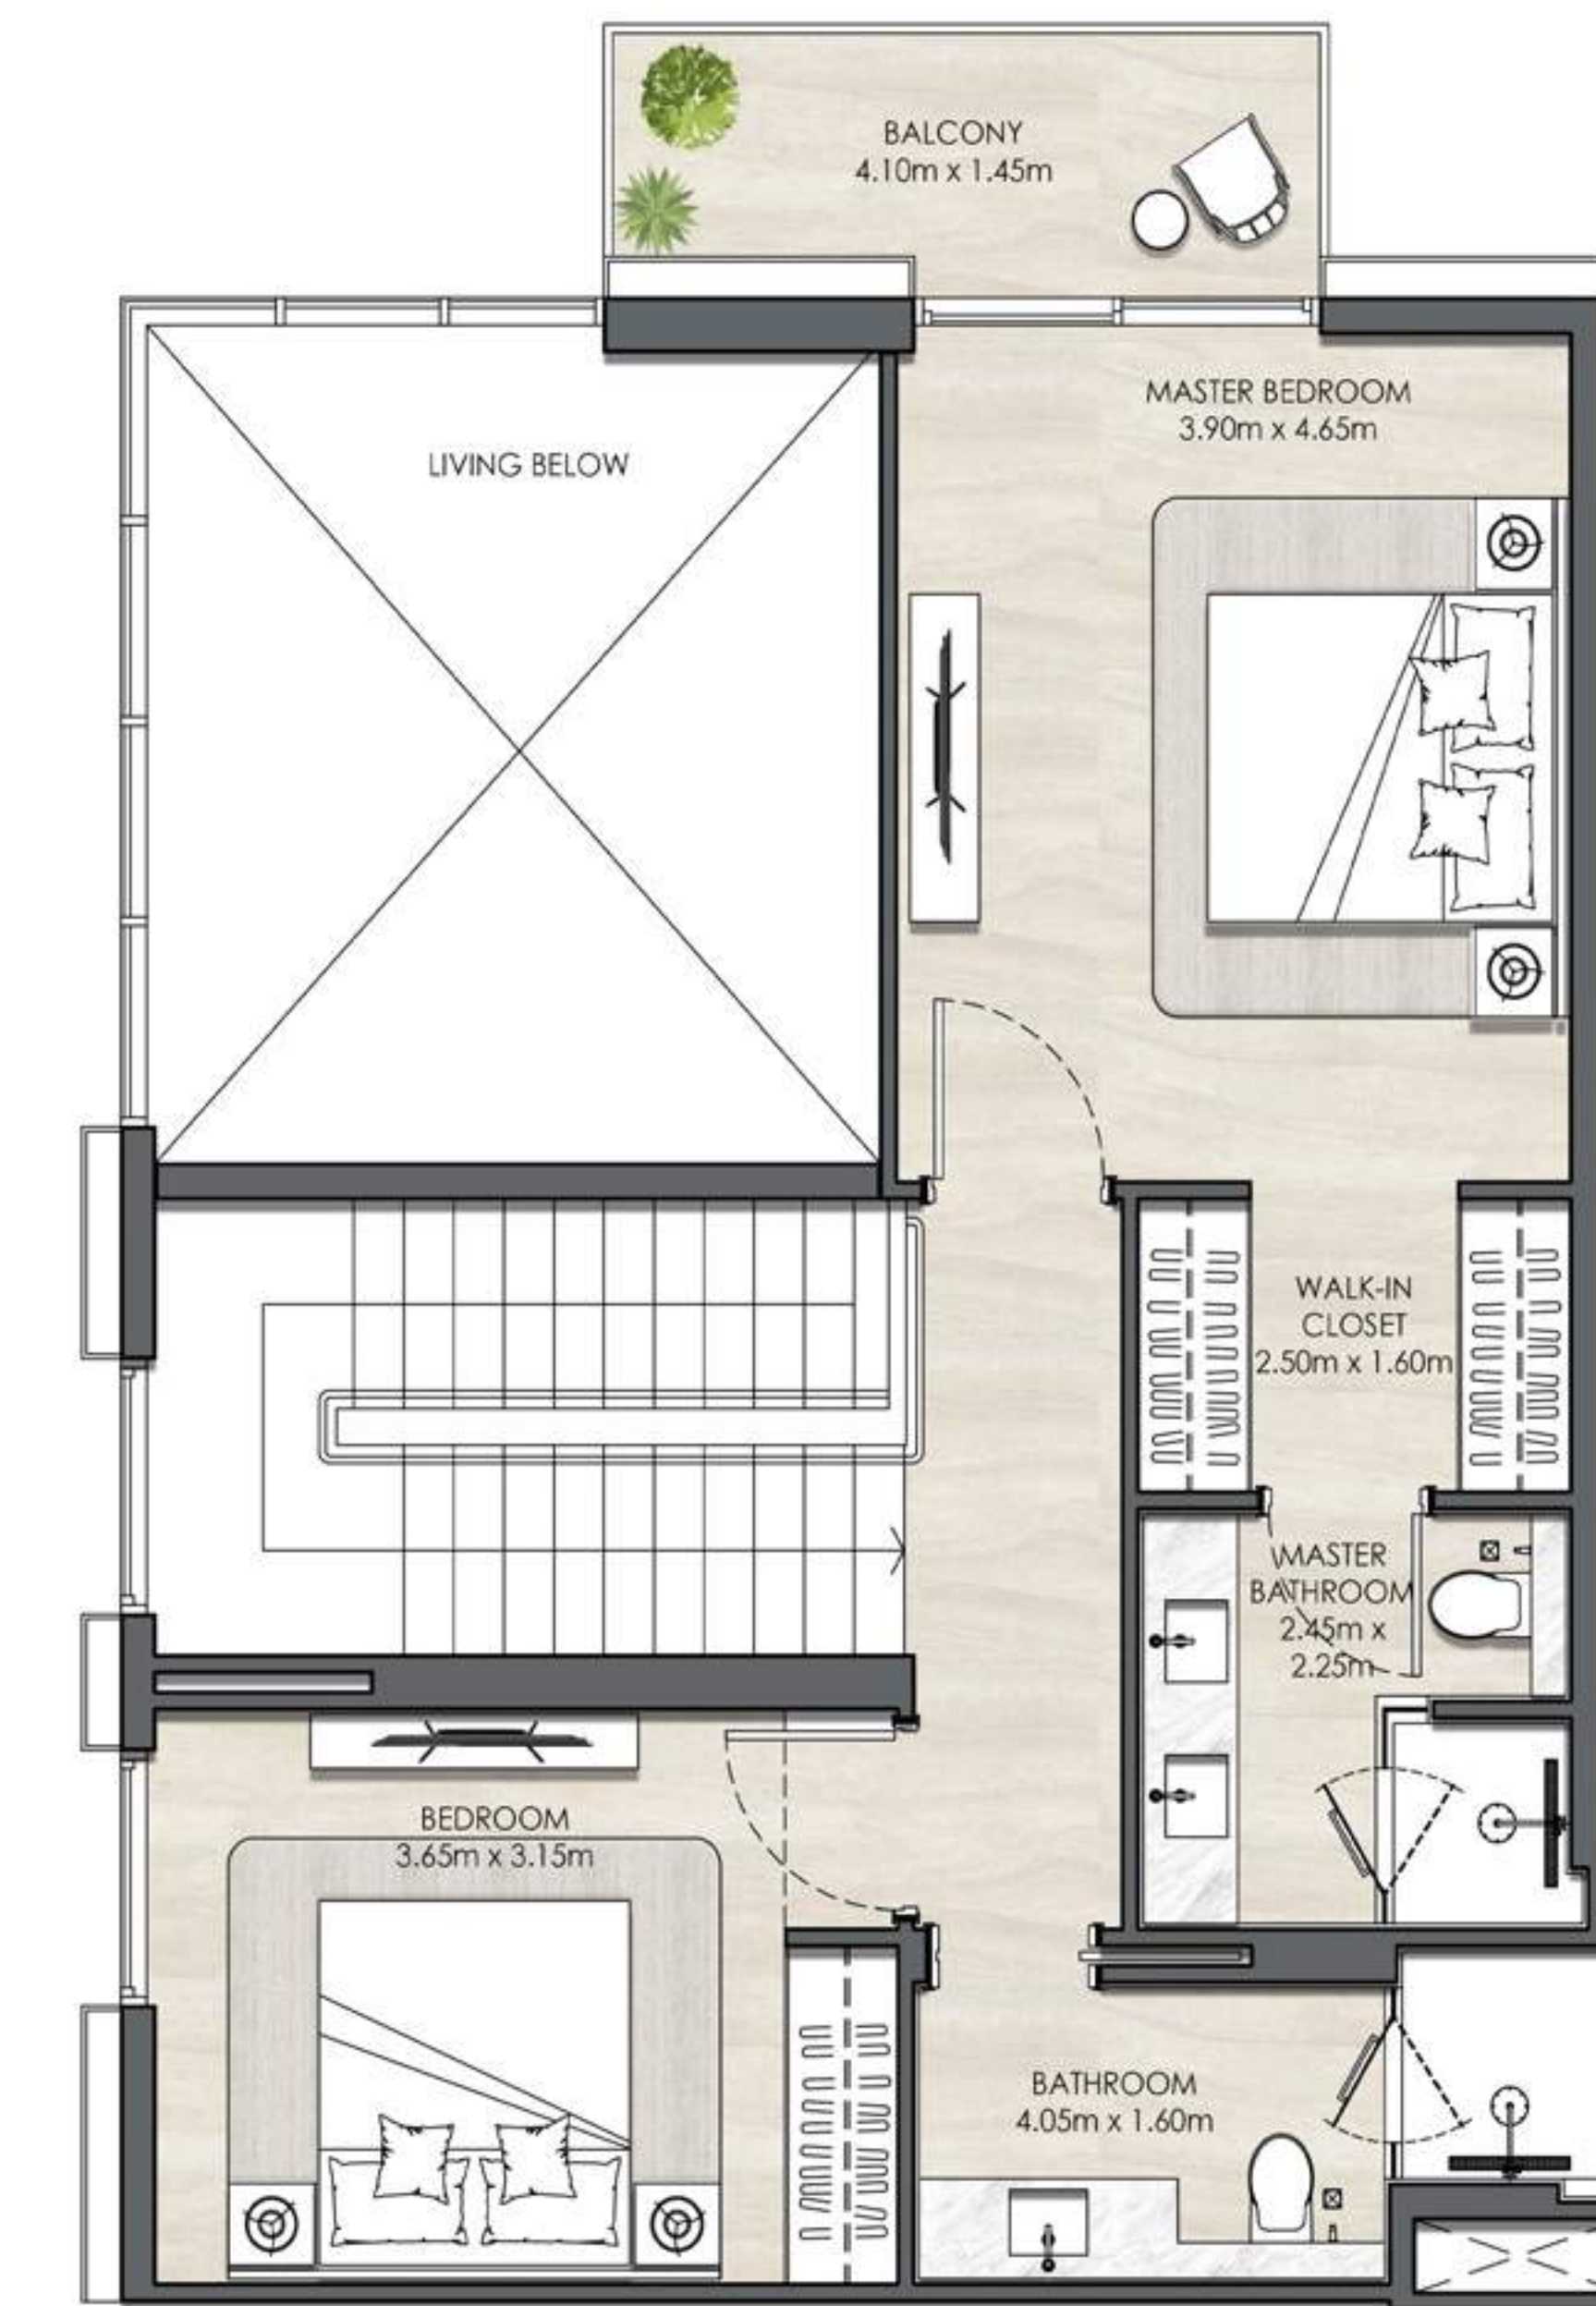 BALCONY
4.10m x 1.45m
MASTER BEDROOM
3.90m x 4.65m
LIVING BELOW
WALK-IN
CLOSET
2.50m x 1.60m
MASTER
BATHROOM
2.45m x
2.25m
BEDROOM
3.65m x 3.15m
BATHROOM
4.05m x 1.60m